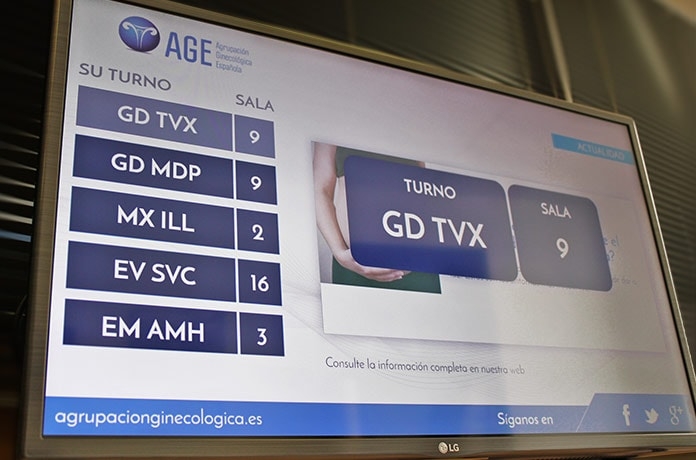 AGE
Agrupación
Ginecológica
Española
SU TURNO SALA
GD TVX 9
GD MDP 9
MX ILL 2
EV SVC 16
EM AMH 3
ACTUALIDAD
TURNO
GD TVX
SALA
9
Consulte la información completa en nuestra web
agrupacionginecologica.es
Síganos en
f
g+
LG